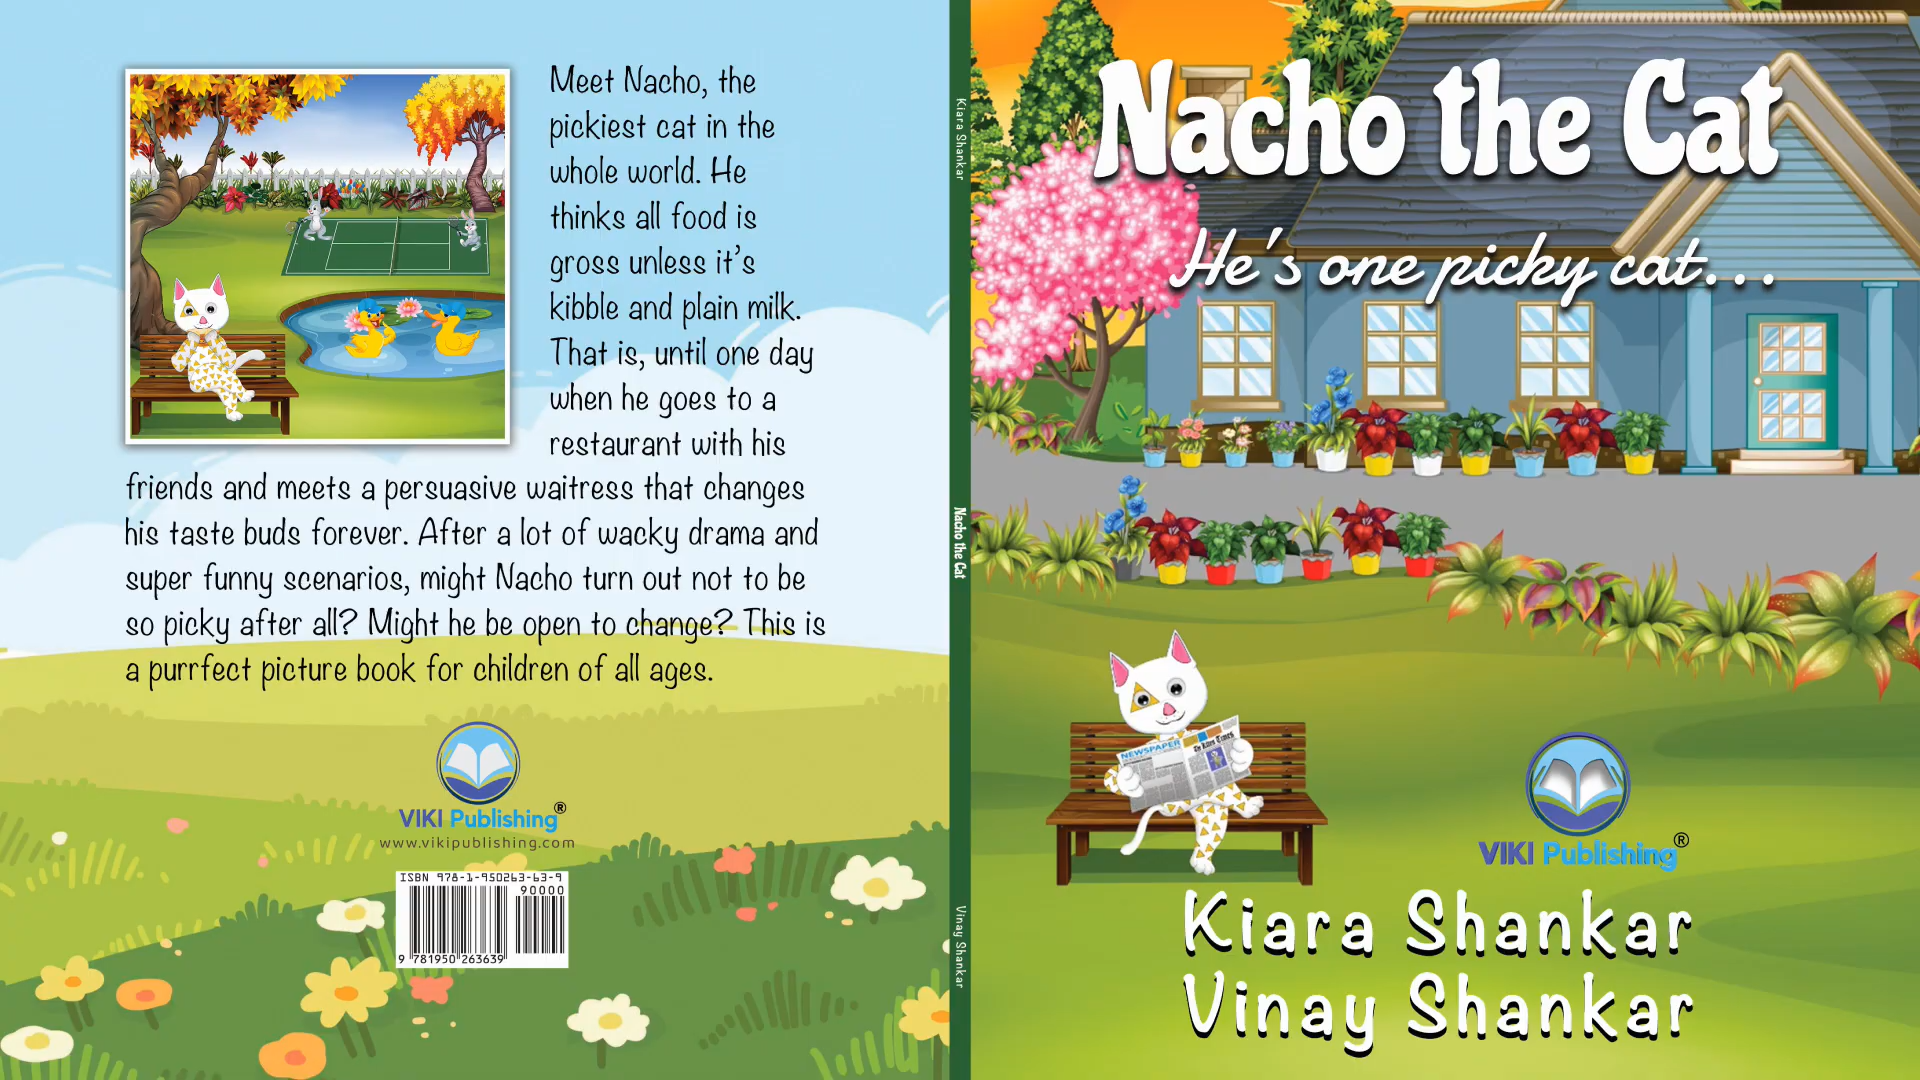 Meet Nacho, the
pickiest cat in the
whole world. He
thinks all food is
gross unless it's
kibble and plain milk.
That is, until one day
when he goes to a
restaurant with his
friends and meets a persuasive waitress that changes
his taste buds forever. After a lot of wacky drama and
super funny scenarios, might Nacho turn out not to be
so picky after all? Might he be open to change? This is
a purrfect picture book for children of all ages.
VIKI Publishing®
www.vikipublishing.com
ISBN 978-1-950263-63-9
90000
9 781950 263639
Kiara Shankar
Nacho the Cat
Vinay Shankar
Nacho the Cat
He's one picky cat...
NEWSPAPER
VIKI Publishing®
Kiara Shankar
Vinay Shankar